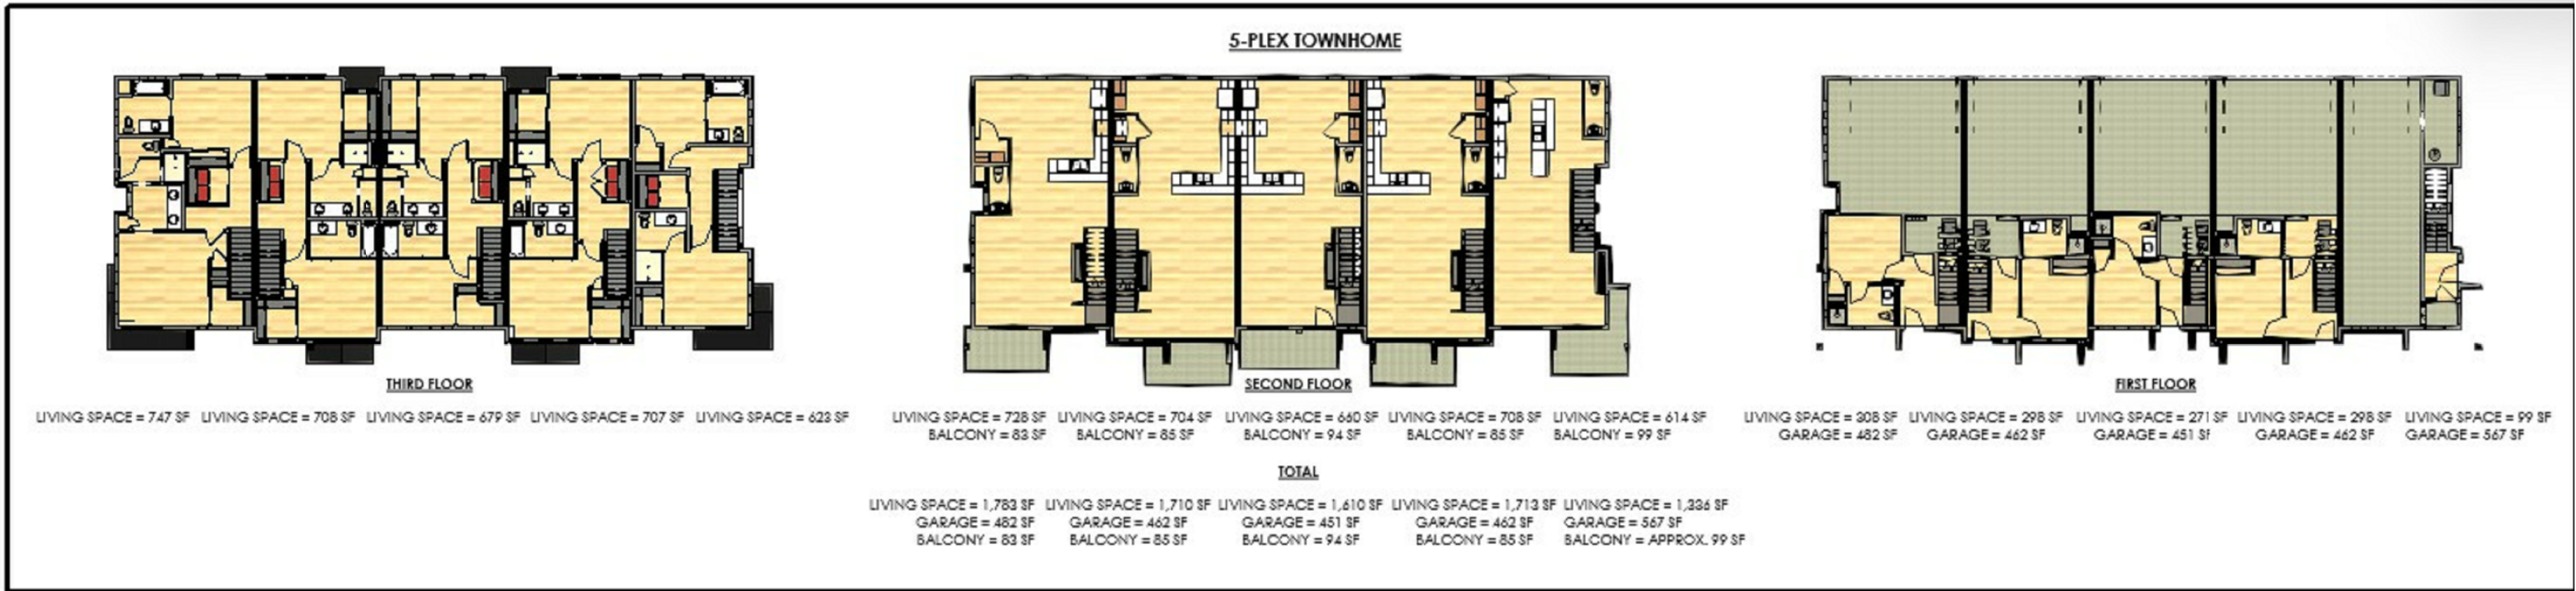 5-PLEX TOWNHOME
THIRD FLOOR
LIVING SPACE = 747 SF LIVING SPACE = 708 SF LIVING SPACE = 679 SF LIVING SPACE = 707 SF LIVING SPACE = 623 SF
SECOND FLOOR
LIVING SPACE = 728 SF LIVING SPACE = 704 SF LIVING SPACE = 660 SF LIVING SPACE = 708 SF LIVING SPACE = 614 SF
BALCONY = 83 SF BALCONY = 85 SF BALCONY = 94 SF BALCONY = 85 SF BALCONY = 99 SF
FIRST FLOOR
LIVING SPACE = 308 SF LIVING SPACE = 298 SF LIVING SPACE = 271 SF LIVING SPACE = 298 SF LIVING SPACE = 99 SF
GARAGE = 482 SF GARAGE = 462 SF GARAGE = 451 SF GARAGE = 462 SF GARAGE = 567 SF
TOTAL
LIVING SPACE = 1,783 SF LIVING SPACE = 1,710 SF LIVING SPACE = 1,610 SF LIVING SPACE = 1,713 SF LIVING SPACE = 1,336 SF
GARAGE = 482 SF GARAGE = 462 SF GARAGE = 451 SF GARAGE = 462 SF GARAGE = 567 SF
BALCONY = 83 SF BALCONY = 85 SF BALCONY = 94 SF BALCONY = 85 SF BALCONY = APPROX. 99 SF